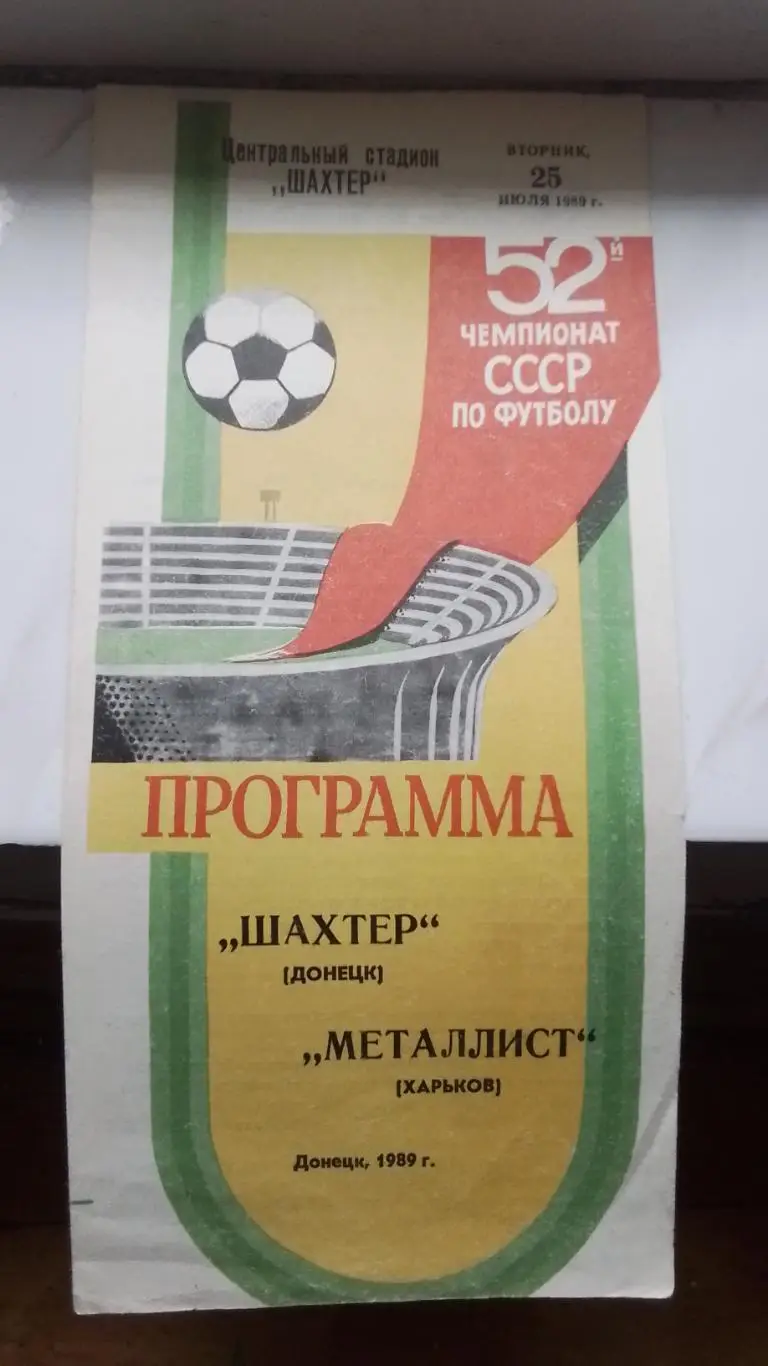 Центральный стадион
„ШАХТЕР“
ВТОРНИК,
25
ИЮЛЯ 1989 г.
52й
ЧЕМПИОНАТ
СССР
ПО ФУТБОЛУ
ПРОГРАММА
„ШАХТЕР“
(ДОНЕЦК)
„МЕТАЛЛИСТ“
(ХАРЬКОВ)
Донецк, 1989 г.